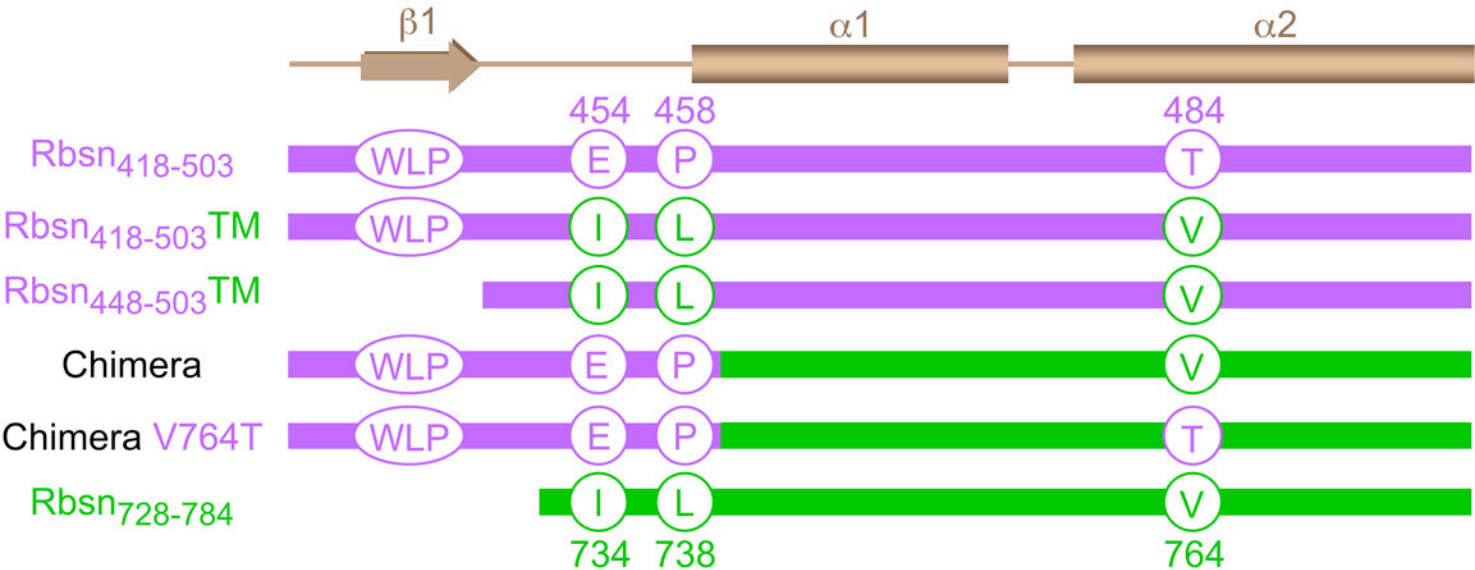 β1 α1 α2
454 458 484
Rbsn418-503 WLP E P T
Rbsn418-503TM WLP I L V
Rbsn448-503TM I L V
Chimera WLP E P V
Chimera V764T WLP E P T
Rbsn728-784 I L V
734 738 764